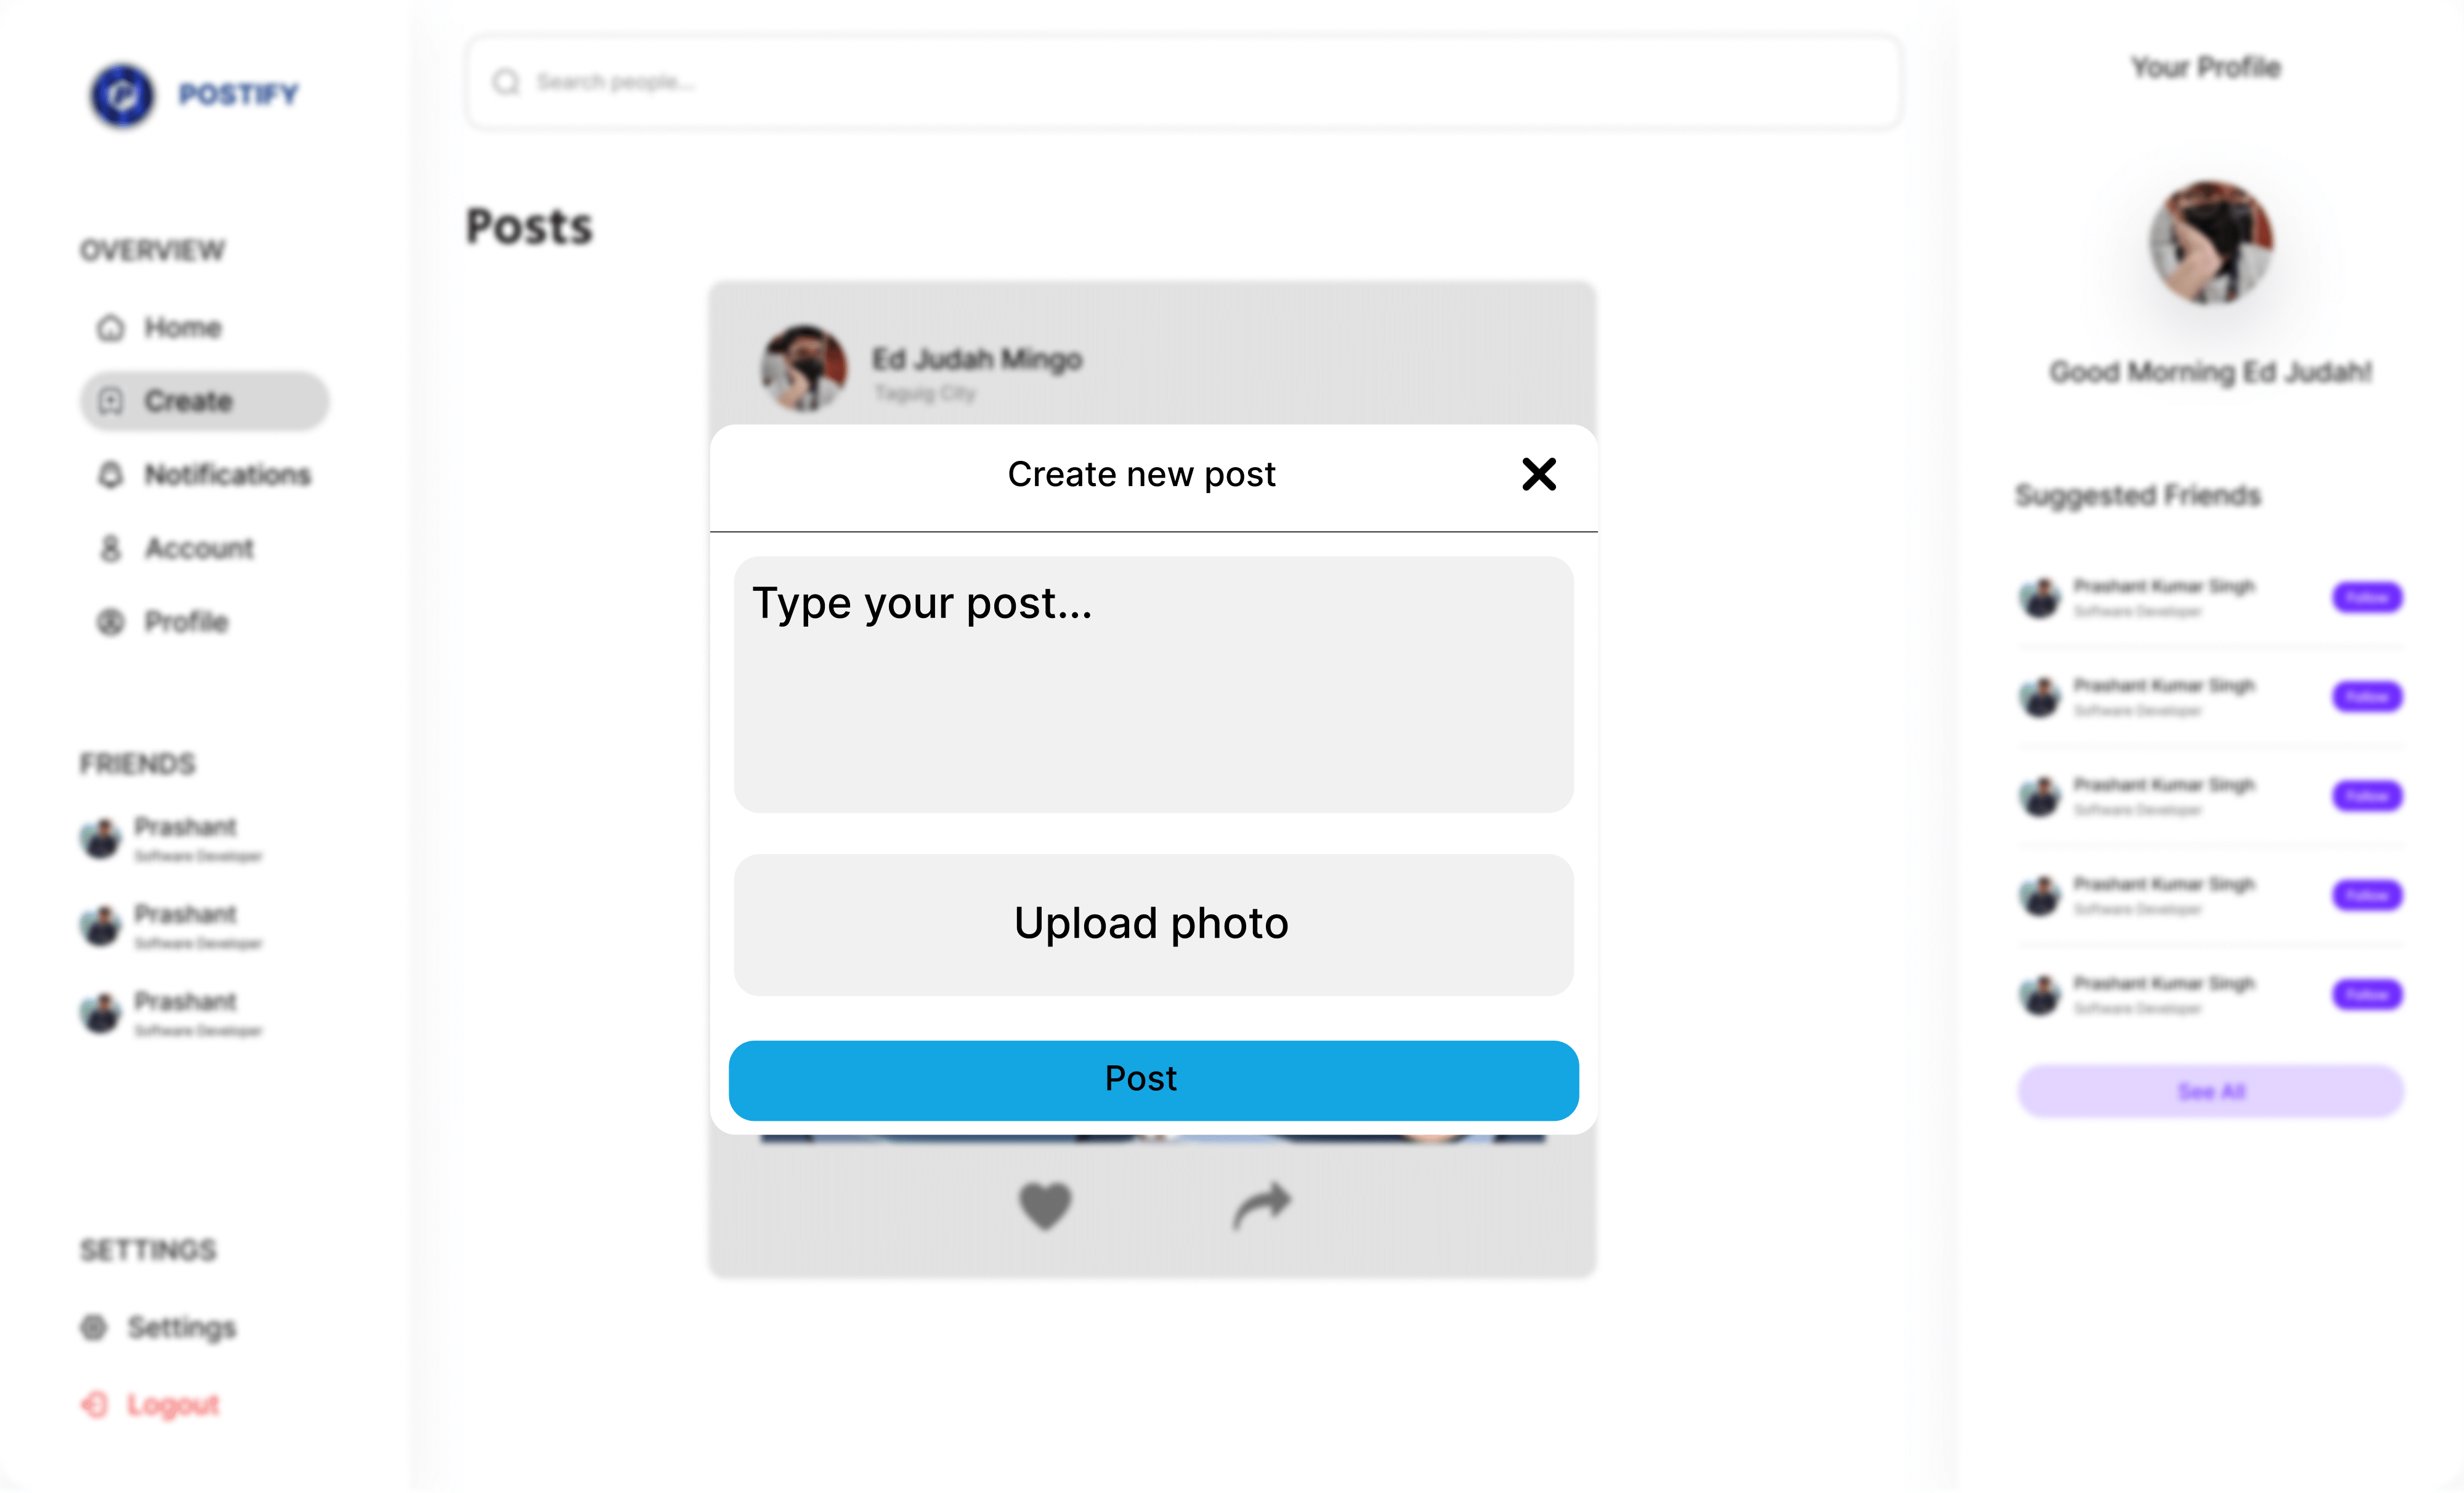 POSTIFY
OVERVIEW
Home
Create
Notifications
Account
Profile
FRIENDS
Prashant
Software Developer
Prashant
Software Developer
Prashant
Software Developer
SETTINGS
Settings
Logout
Search people...
Posts
Ed Judah Mingo
Taguig City
Create new post
Type your post...
Upload photo
Post
Your Profile
Good Morning Ed Judah!
Suggested Friends
Prashant Kumar Singh
Software Developer
Follow
Prashant Kumar Singh
Software Developer
Follow
Prashant Kumar Singh
Software Developer
Follow
Prashant Kumar Singh
Software Developer
Follow
Prashant Kumar Singh
Software Developer
Follow
See All